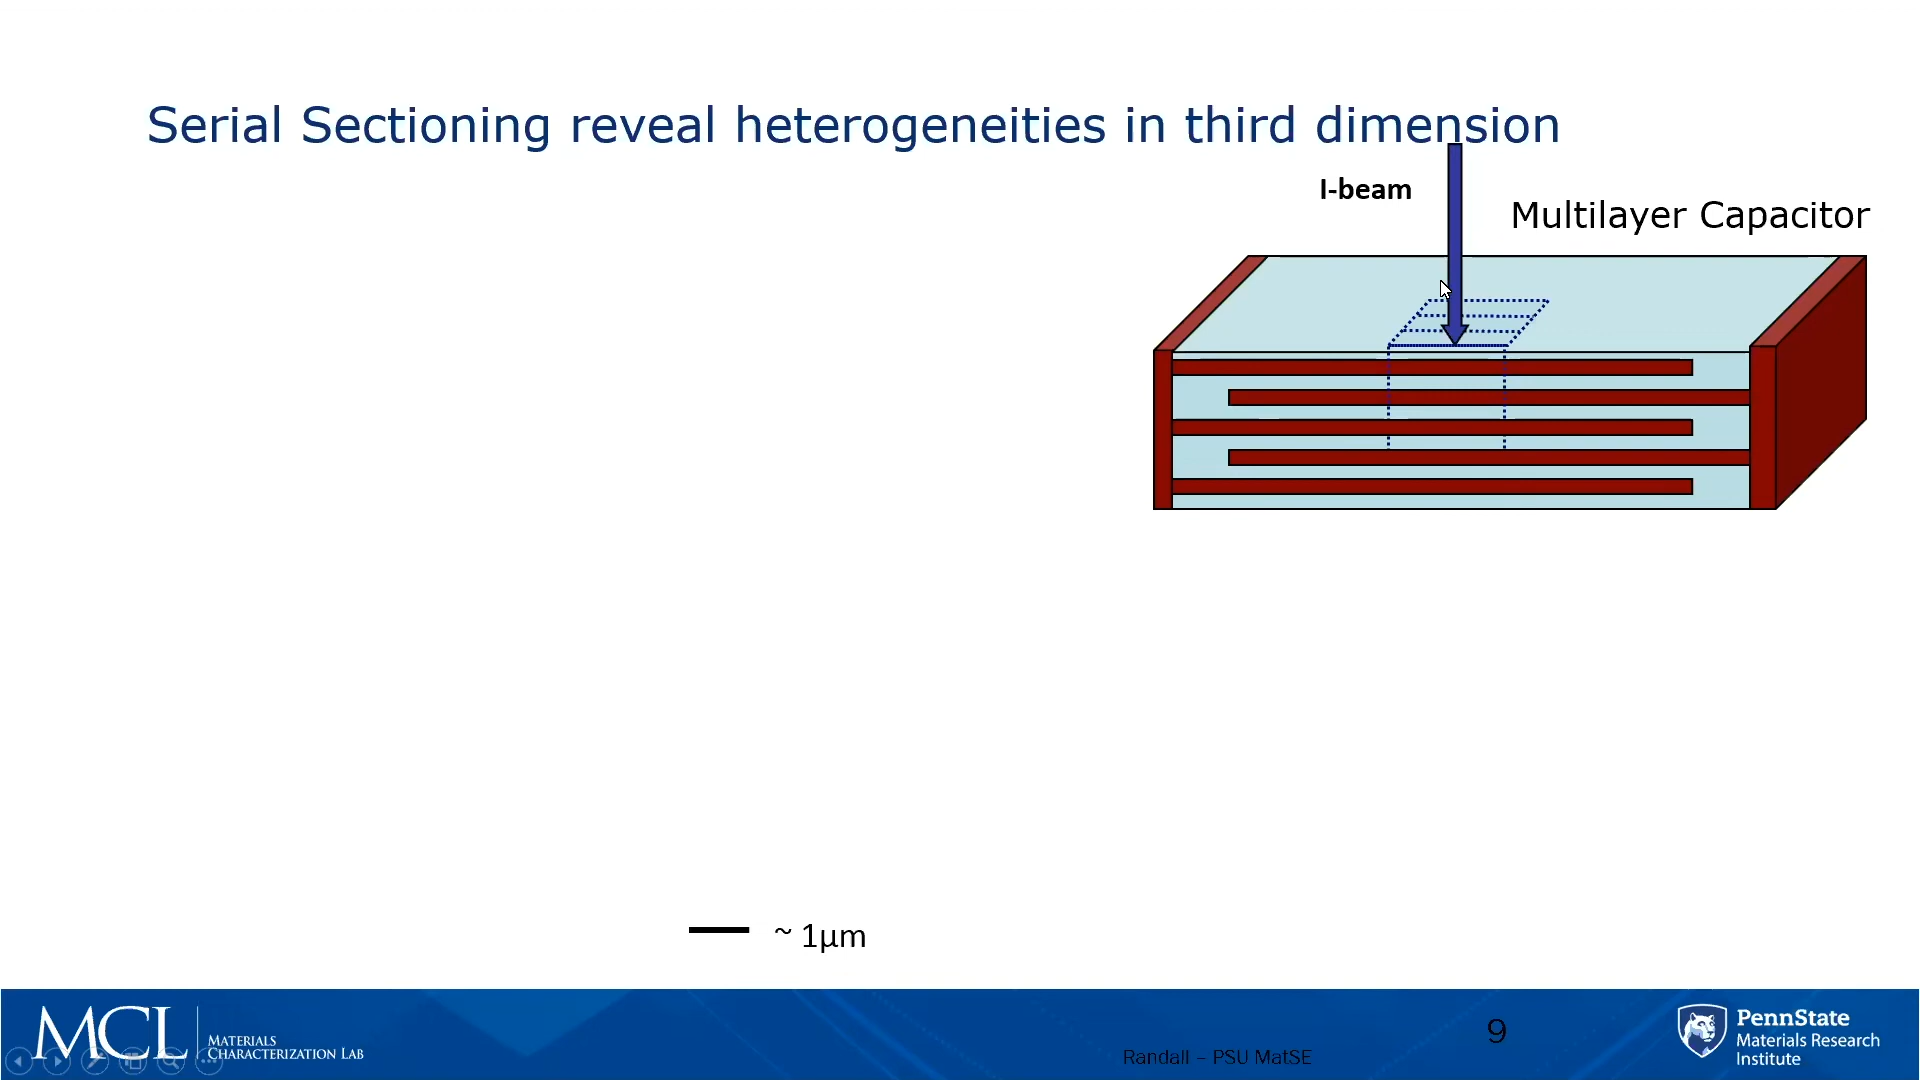 Serial Sectioning reveal heterogeneities in third dimension
I-beam
Multilayer Capacitor
~ 1µm
MCL
MATERIALS
CHARACTERIZATION LAB
Randall – PSU MatSE
9
PennState
Materials Research
Institute